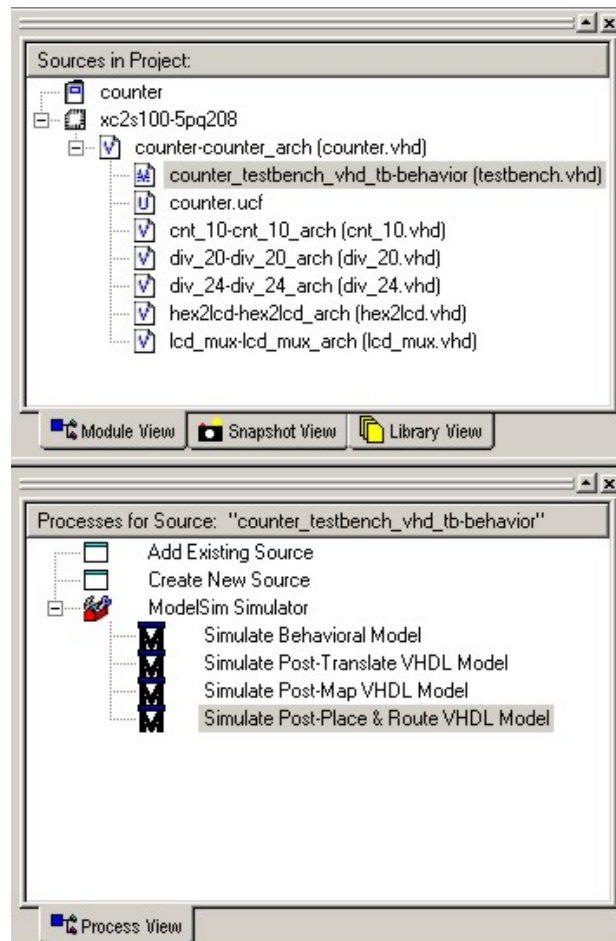 Sources in Project:
counter
xc2s100-5pq208
counter-counter_arch (counter.vhd)
counter_testbench_vhd_tb-behavior (testbench.vhd)
counter.ucf
cnt_10-cnt_10_arch (cnt_10.vhd)
div_20-div_20_arch (div_20.vhd)
div_24-div_24_arch (div_24.vhd)
hex2lcd-hex2lcd_arch (hex2lcd.vhd)
lcd_mux-lcd_mux_arch (lcd_mux.vhd)
Module View Snapshot View Library View
Processes for Source: "counter_testbench_vhd_tb-behavior"
Add Existing Source
Create New Source
ModelSim Simulator
Simulate Behavioral Model
Simulate Post-Translate VHDL Model
Simulate Post-Map VHDL Model
Simulate Post-Place & Route VHDL Model
Process View